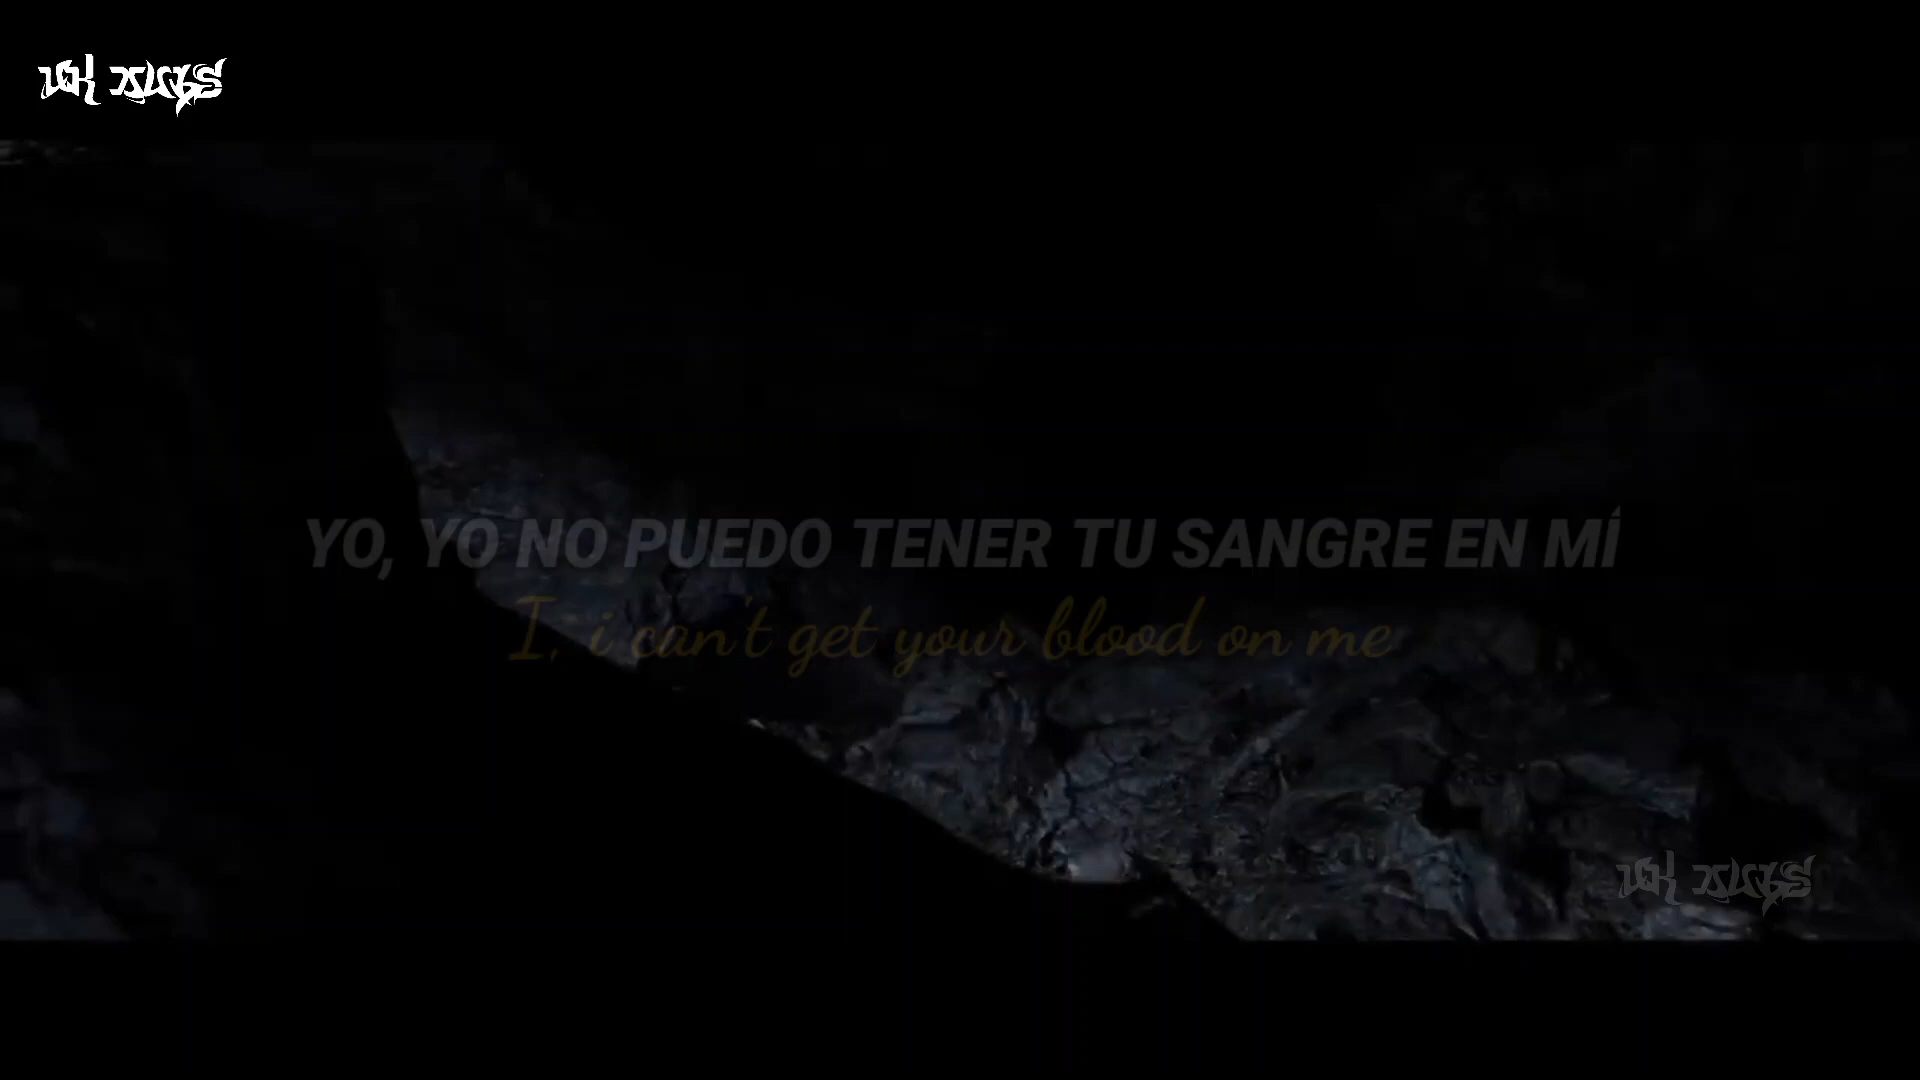 YO, YO NO PUEDO TENER TU SANGRE EN MÍ
I, i can't get your blood on me